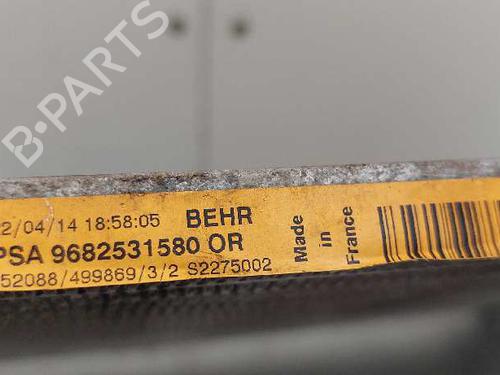 B-PARTS
2/04/14 18:58:05 BEHR
PSA 9682531580 OR
52088/499869/3/2 S2275002
Made
in
France